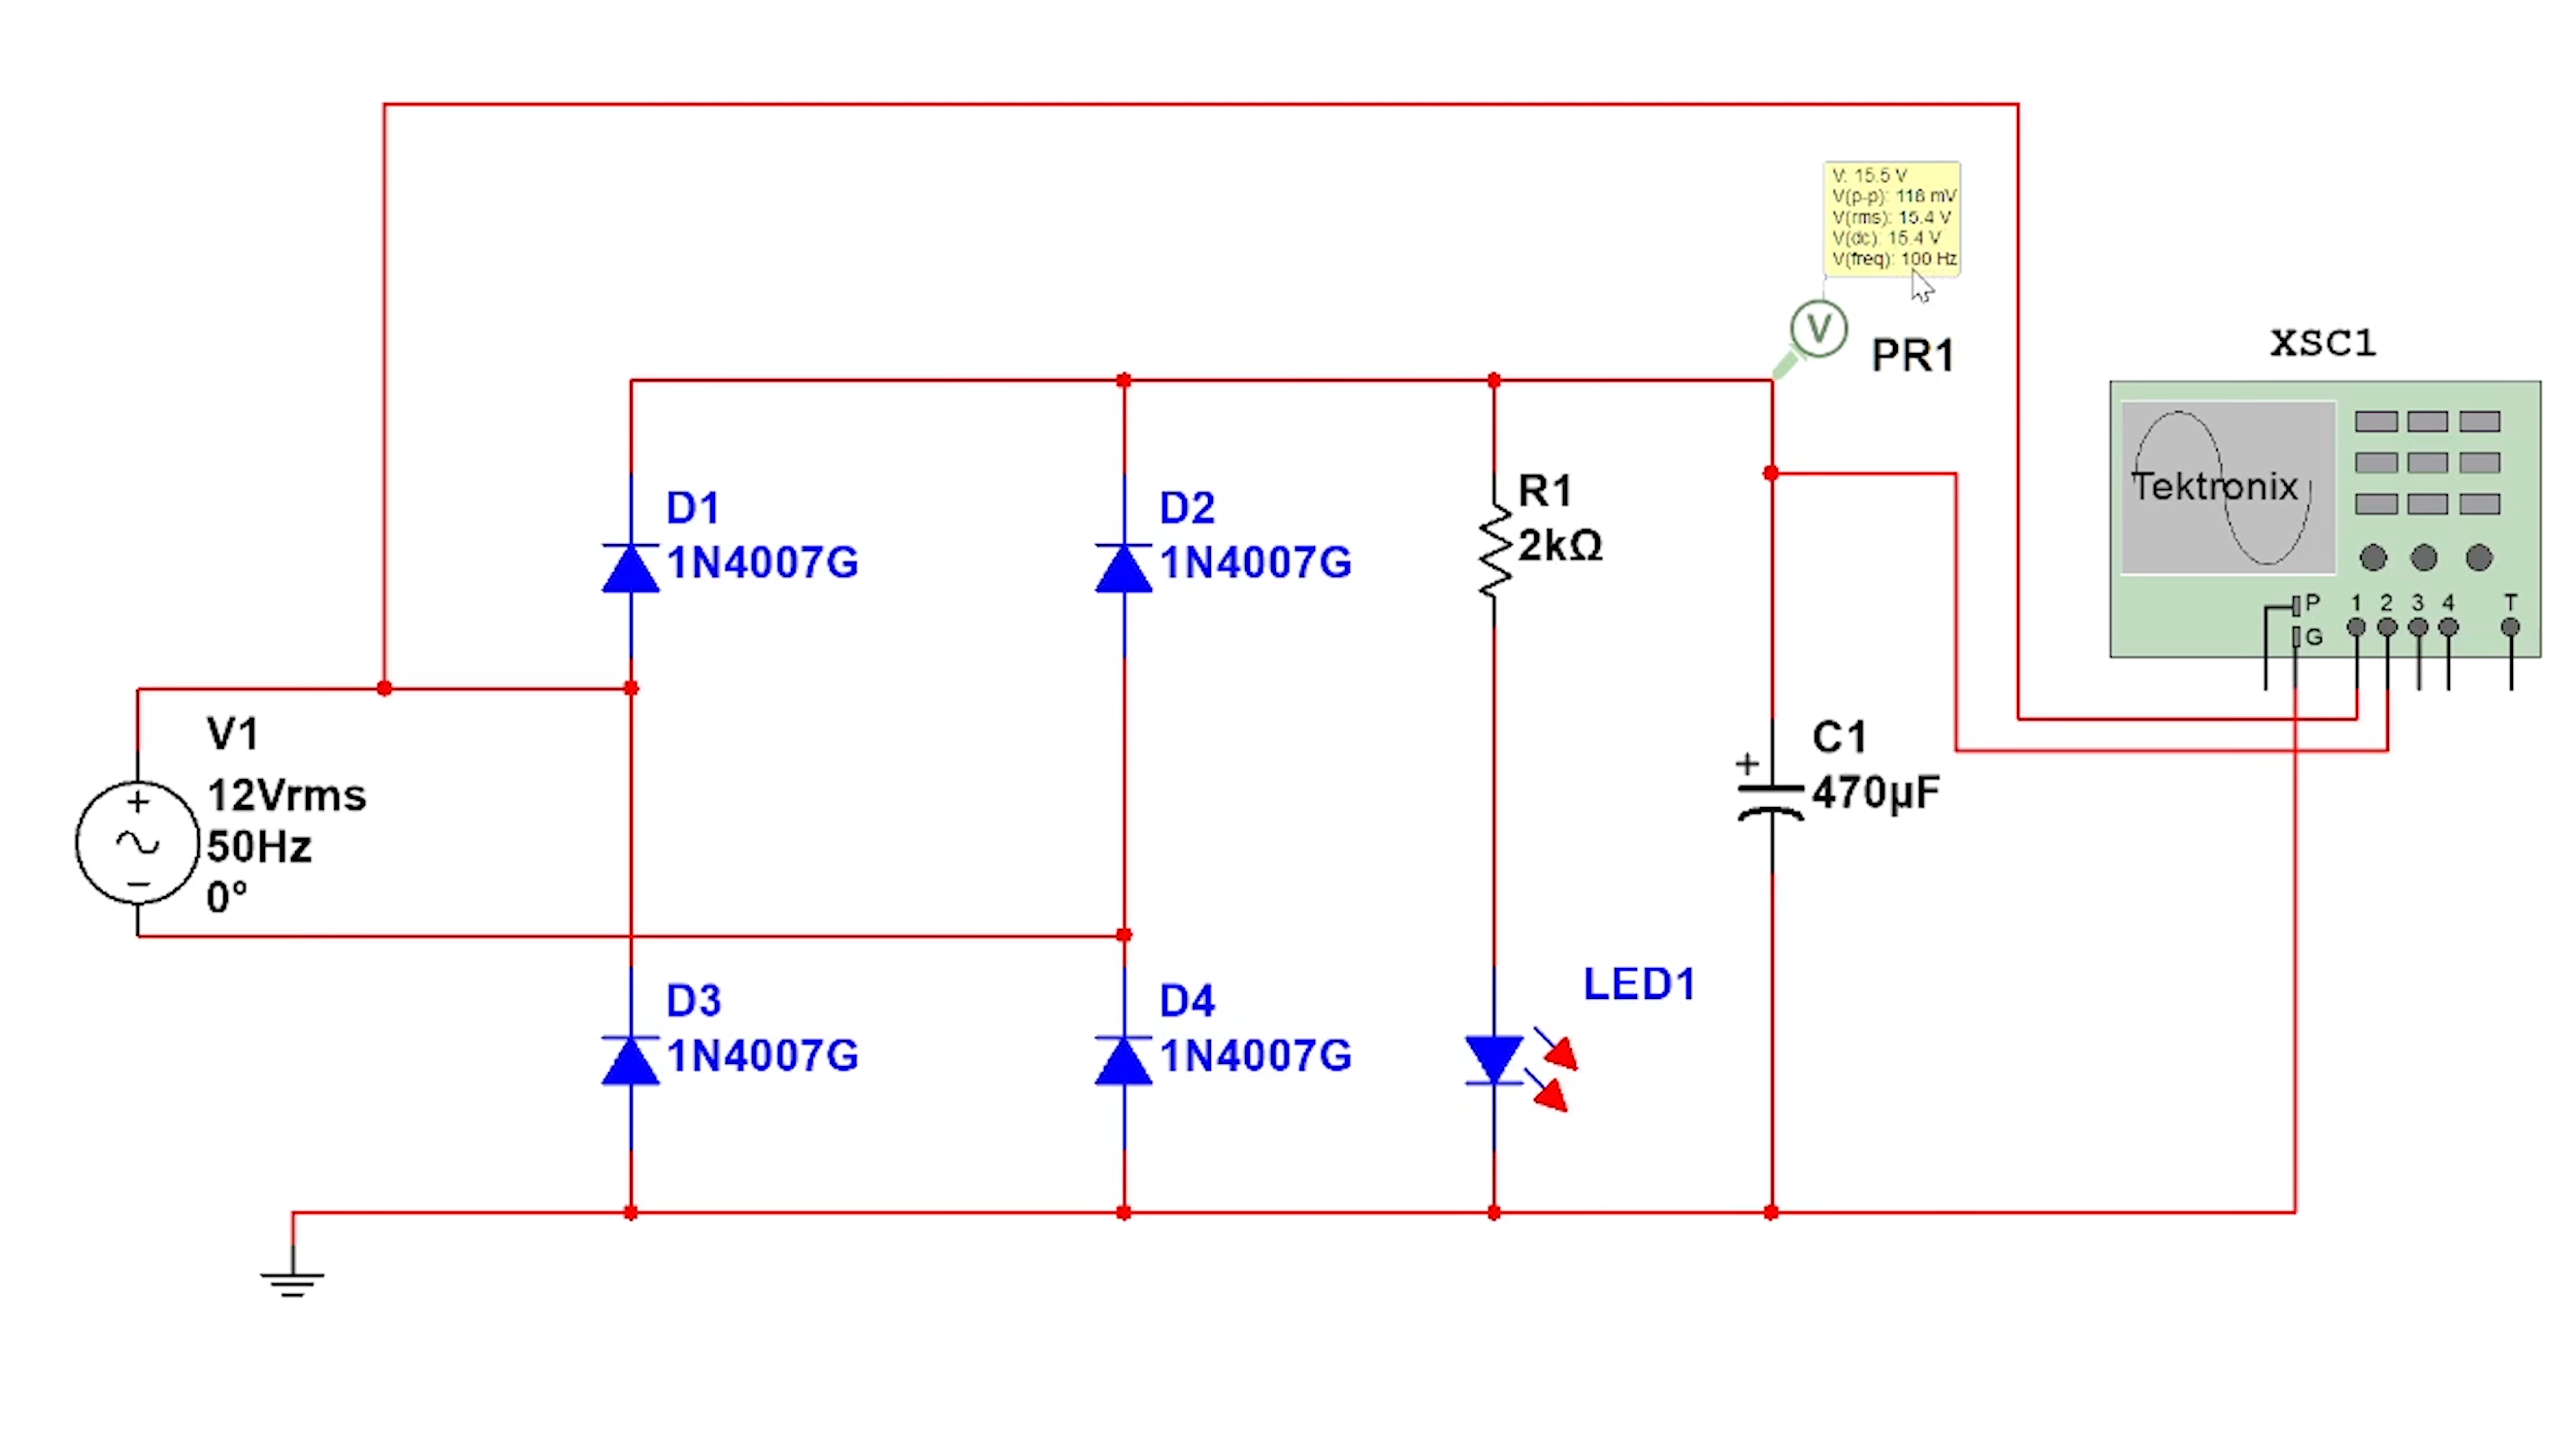 V: 15.5 V
V(p-p): 118 mV
V(rms): 15.4 V
V(dc): 15.4 V
V(freq): 100 Hz
V
PR1
XSC1
Tektronix
P
G
1 2 3 4 T
D1
1N4007G
D2
1N4007G
R1
2kΩ
V1
12Vrms
50Hz
0°
+
C1
470µF
D3
1N4007G
D4
1N4007G
LED1